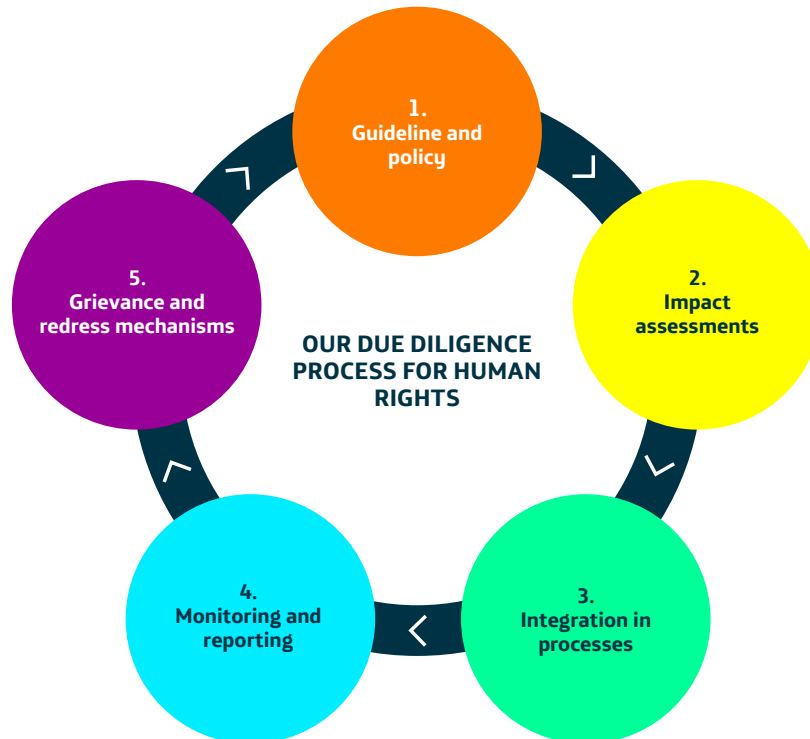 1.
Guideline and
policy
2.
Impact
assessments
3.
Integration in
processes
4.
Monitoring and
reporting
5.
Grievance and
redress mechanisms
OUR DUE DILIGENCE
PROCESS FOR HUMAN
RIGHTS